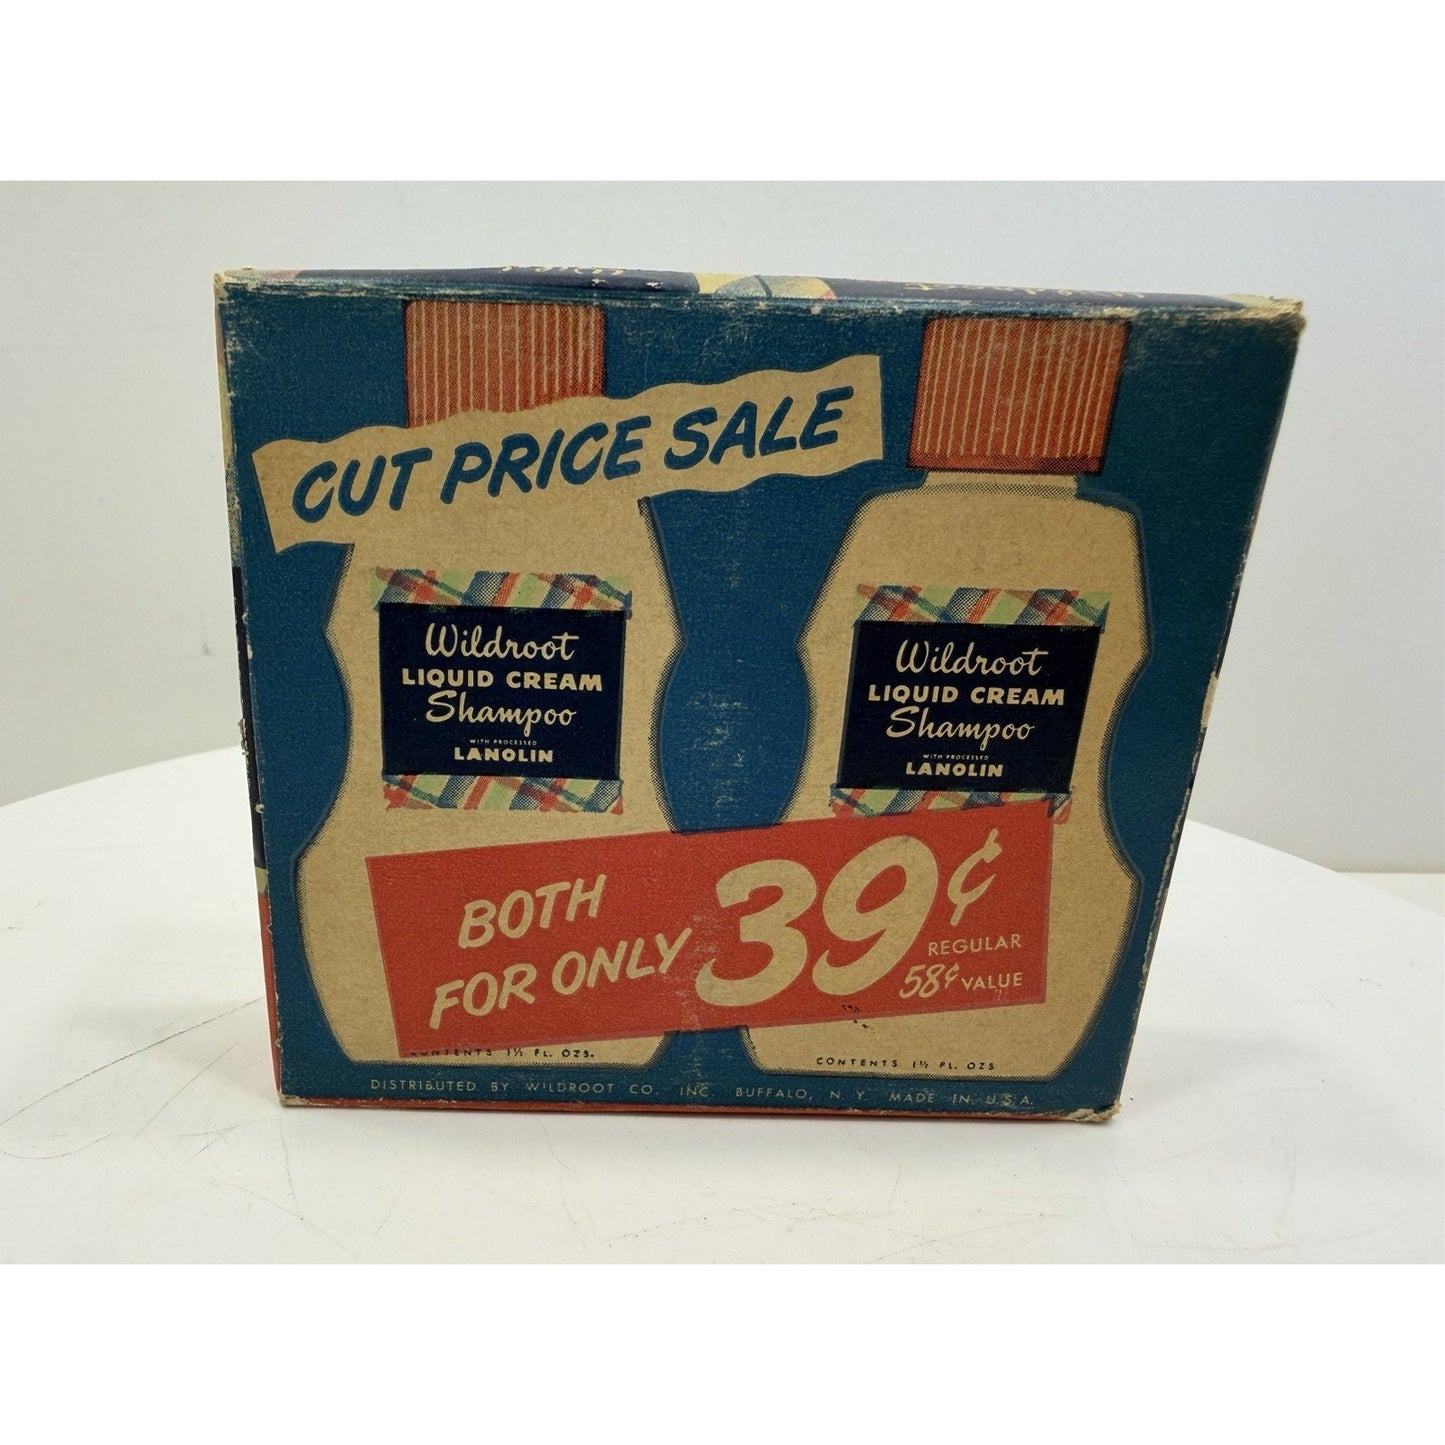 CUT PRICE SALE
Wildroot
LIQUID CREAM
Shampoo
WITH PROCESSED
LANOLIN
Wildroot
LIQUID CREAM
Shampoo
WITH PROCESSED
LANOLIN
BOTH
FOR ONLY 39¢
REGULAR
58¢ VALUE
CONTENTS 1½ FL. OZS.
CONTENTS 1½ FL. OZS
DISTRIBUTED BY WILDROOT CO. INC. BUFFALO, N. Y. MADE IN U.S.A.